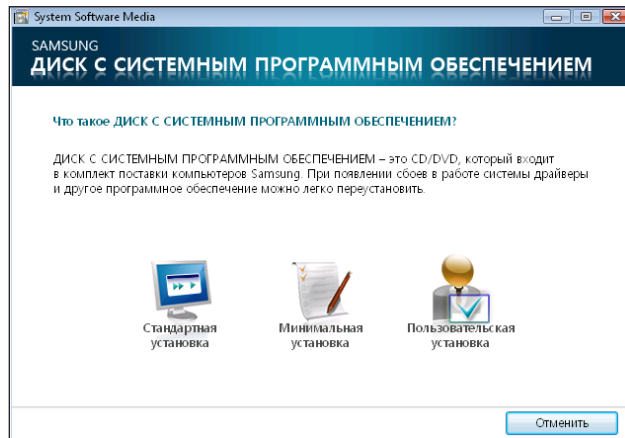 System Software Media
SAMSUNG
ДИСК С СИСТЕМНЫМ ПРОГРАММНЫМ ОБЕСПЕЧЕНИЕМ
Что такое ДИСК С СИСТЕМНЫМ ПРОГРАММНЫМ ОБЕСПЕЧЕНИЕМ?
ДИСК С СИСТЕМНЫМ ПРОГРАММНЫМ ОБЕСПЕЧЕНИЕМ – это CD/DVD, который входит
в комплект поставки компьютеров Samsung. При появлении сбоев в работе системы драйверы
и другое программное обеспечение можно легко переустановить.
Стандартная
установка
Минимальная
установка
Пользовательская
установка
Отменить